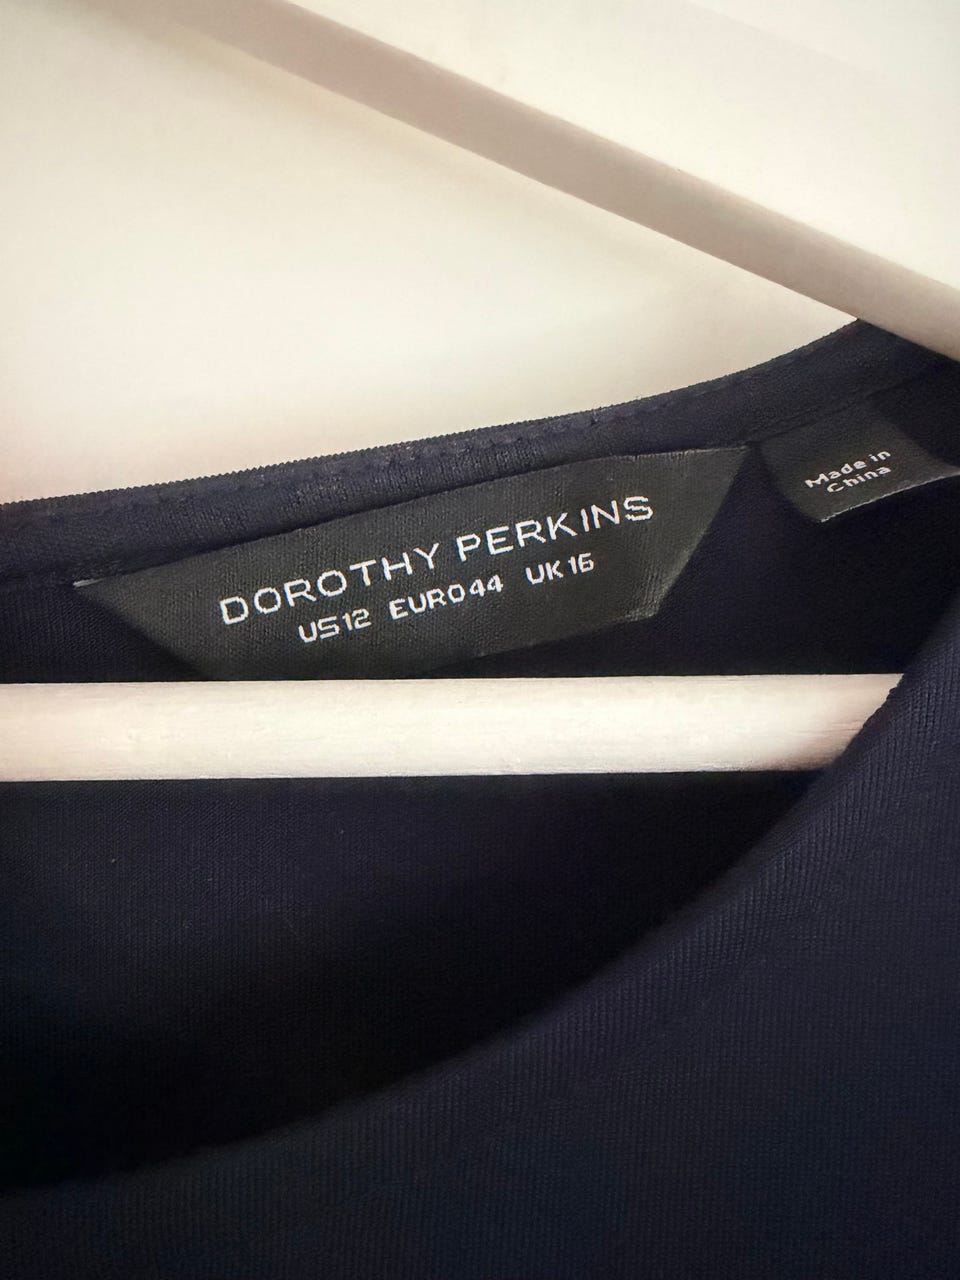 DOROTHY PERKINS
US12 EURO44 UK16
Made in
China